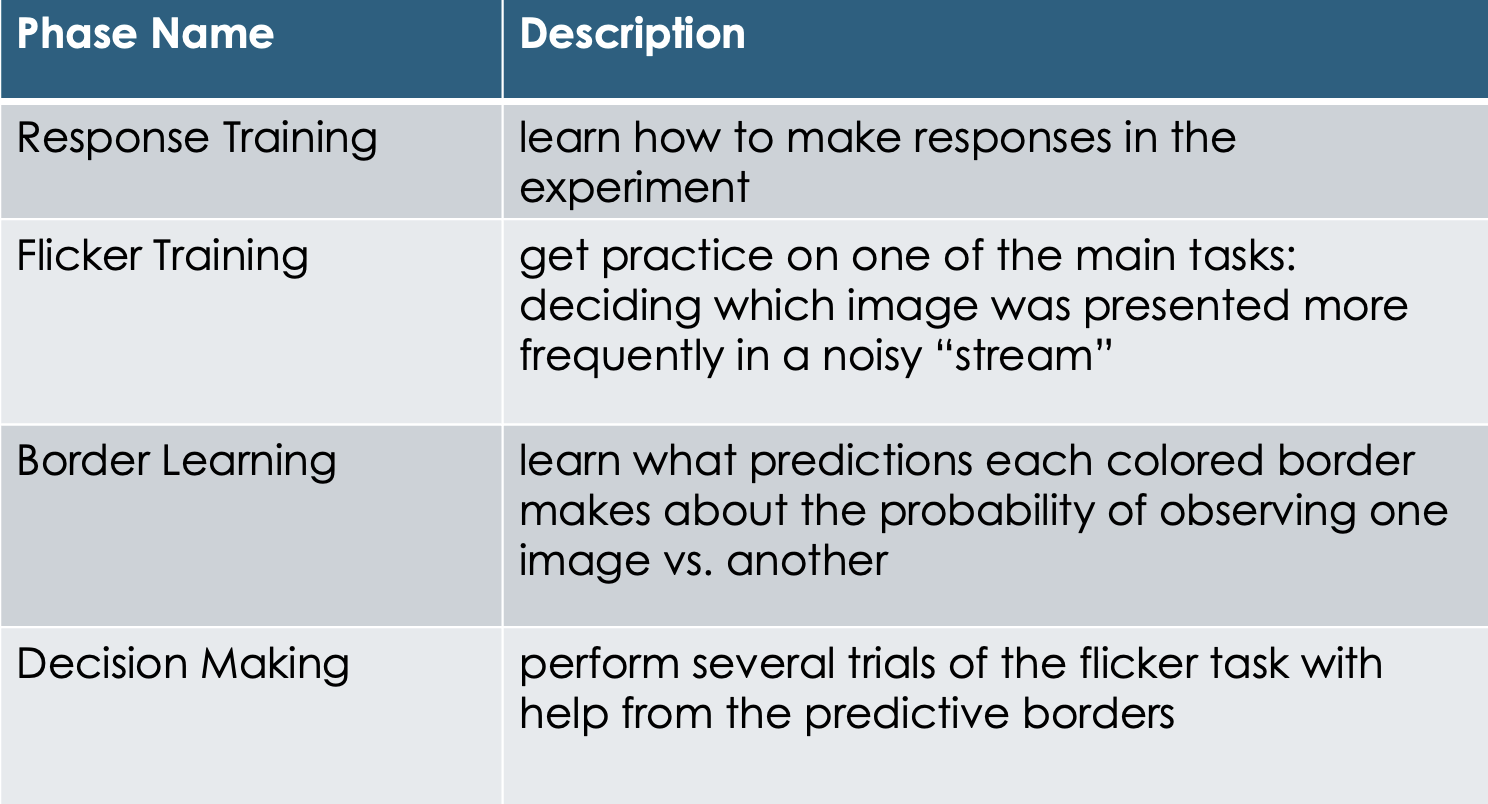 Phase Name
Description
Response Training
learn how to make responses in the
experiment
Flicker Training
get practice on one of the main tasks:
deciding which image was presented more
frequently in a noisy “stream”
Border Learning
learn what predictions each colored border
makes about the probability of observing one
image vs. another
Decision Making
perform several trials of the flicker task with
help from the predictive borders